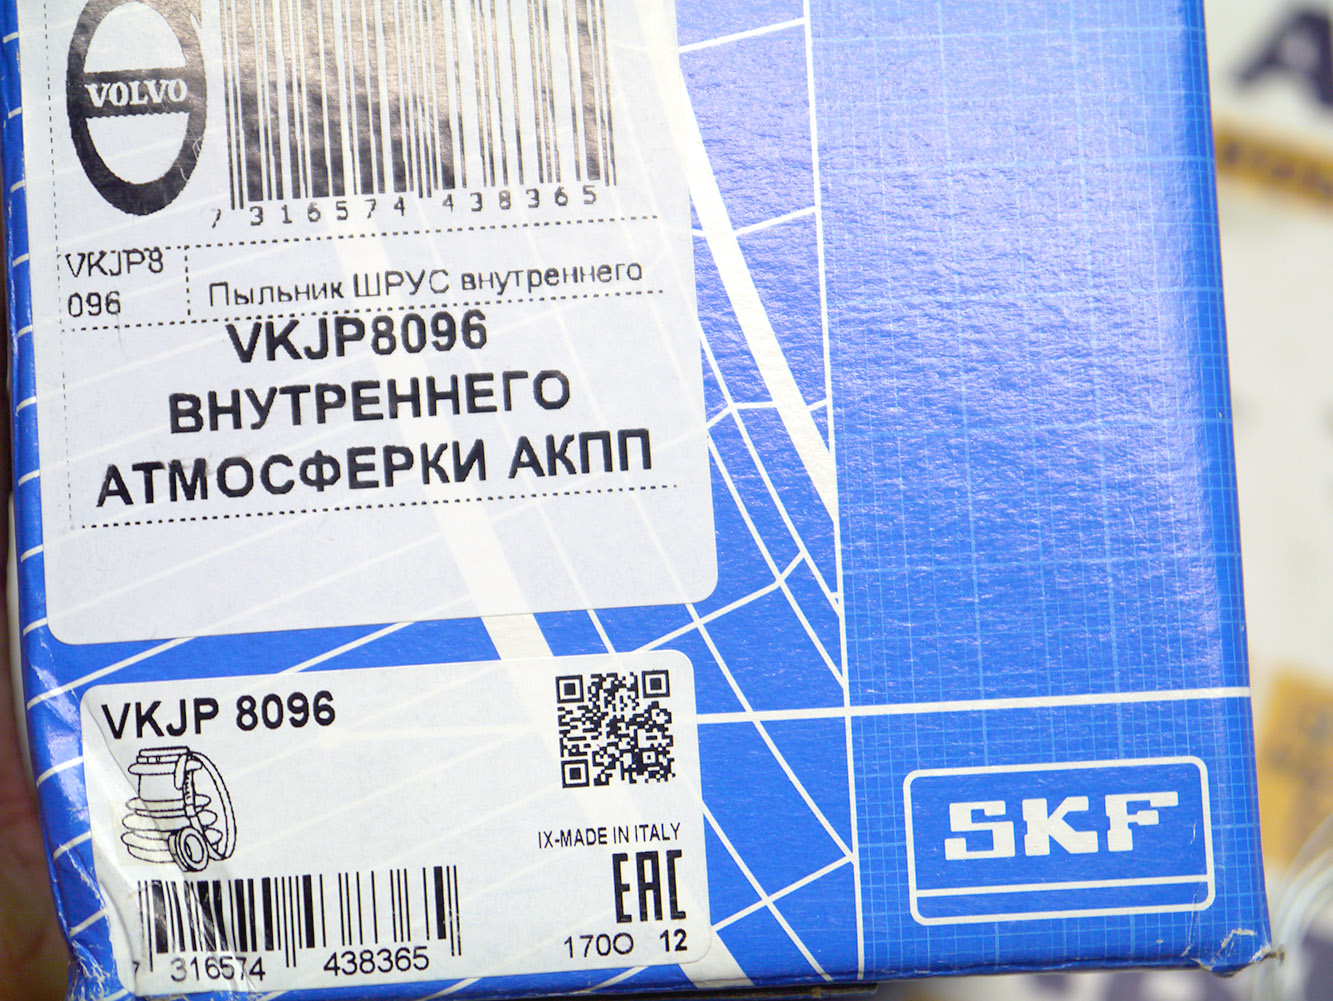 VOLVO
7 316574 438365
VKJP8
096
Пыльник ШРУС внутреннего
VKJP8096
ВНУТРЕННЕГО
АТМОСФЕРКИ АКПП
VKJP 8096
IX-MADE IN ITALY
EAC
170O 12
7 316574 438365
SKF